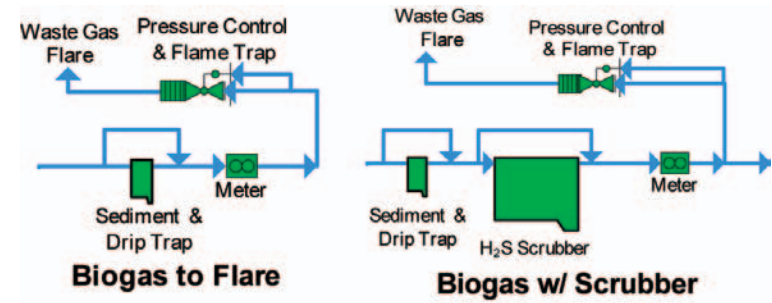 Waste Gas
Flare
Pressure Control
& Flame Trap
Meter
Sediment &
Drip Trap
Biogas to Flare
Waste Gas
Flare
Pressure Control
& Flame Trap
Meter
Sediment &
Drip Trap
H₂S Scrubber
Biogas w/ Scrubber